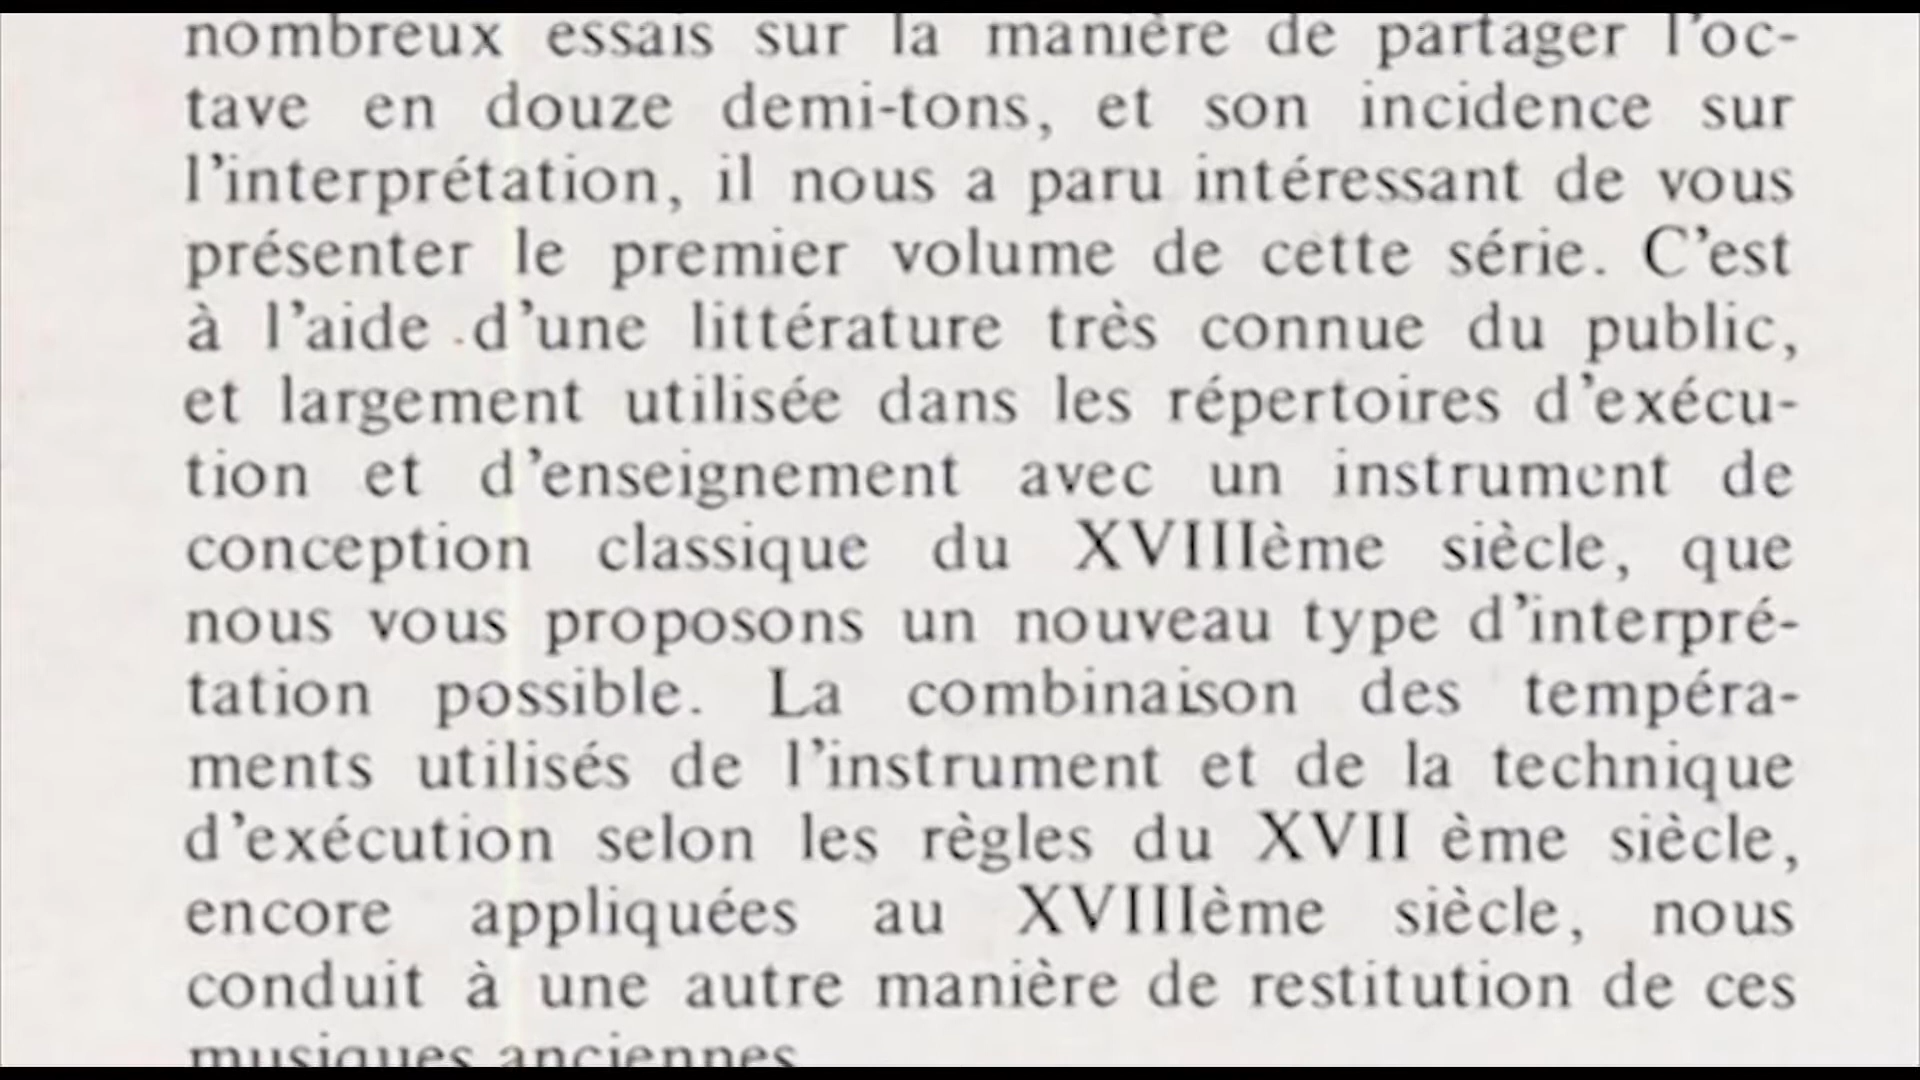 nombreux essais sur la manière de partager l'oc-
tave en douze demi-tons, et son incidence sur
l'interprétation, il nous a paru intéressant de vous
présenter le premier volume de cette série. C'est
à l'aide d'une littérature très connue du public,
et largement utilisée dans les répertoires d'exécu-
tion et d'enseignement avec un instrument de
conception classique du XVIIIème siècle, que
nous vous proposons un nouveau type d'interpré-
tation possible. La combinaison des tempéra-
ments utilisés de l'instrument et de la technique
d'exécution selon les règles du XVII ème siècle,
encore appliquées au XVIIIème siècle, nous
conduit à une autre manière de restitution de ces
musiques anciennes